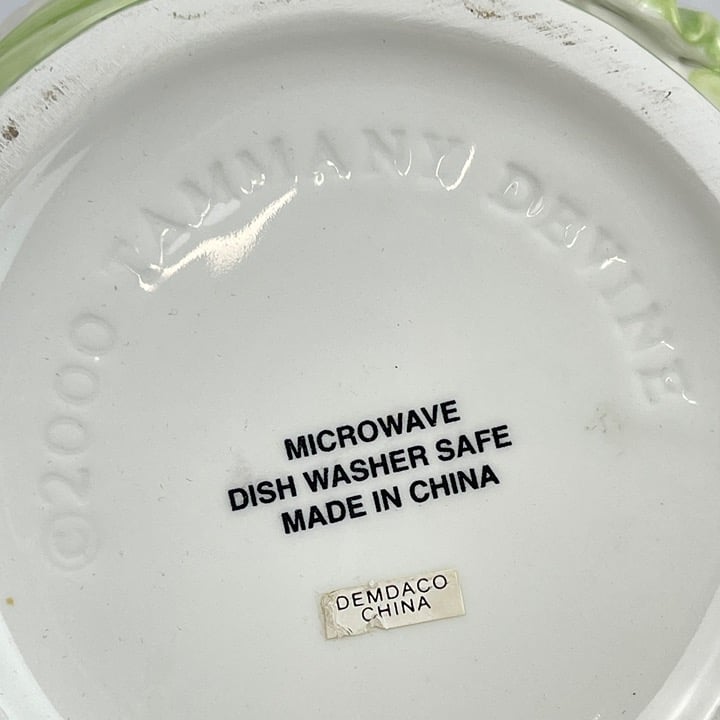 ©2000 TAMMANY DEVINE
MICROWAVE
DISH WASHER SAFE
MADE IN CHINA
DEMDACO
CHINA